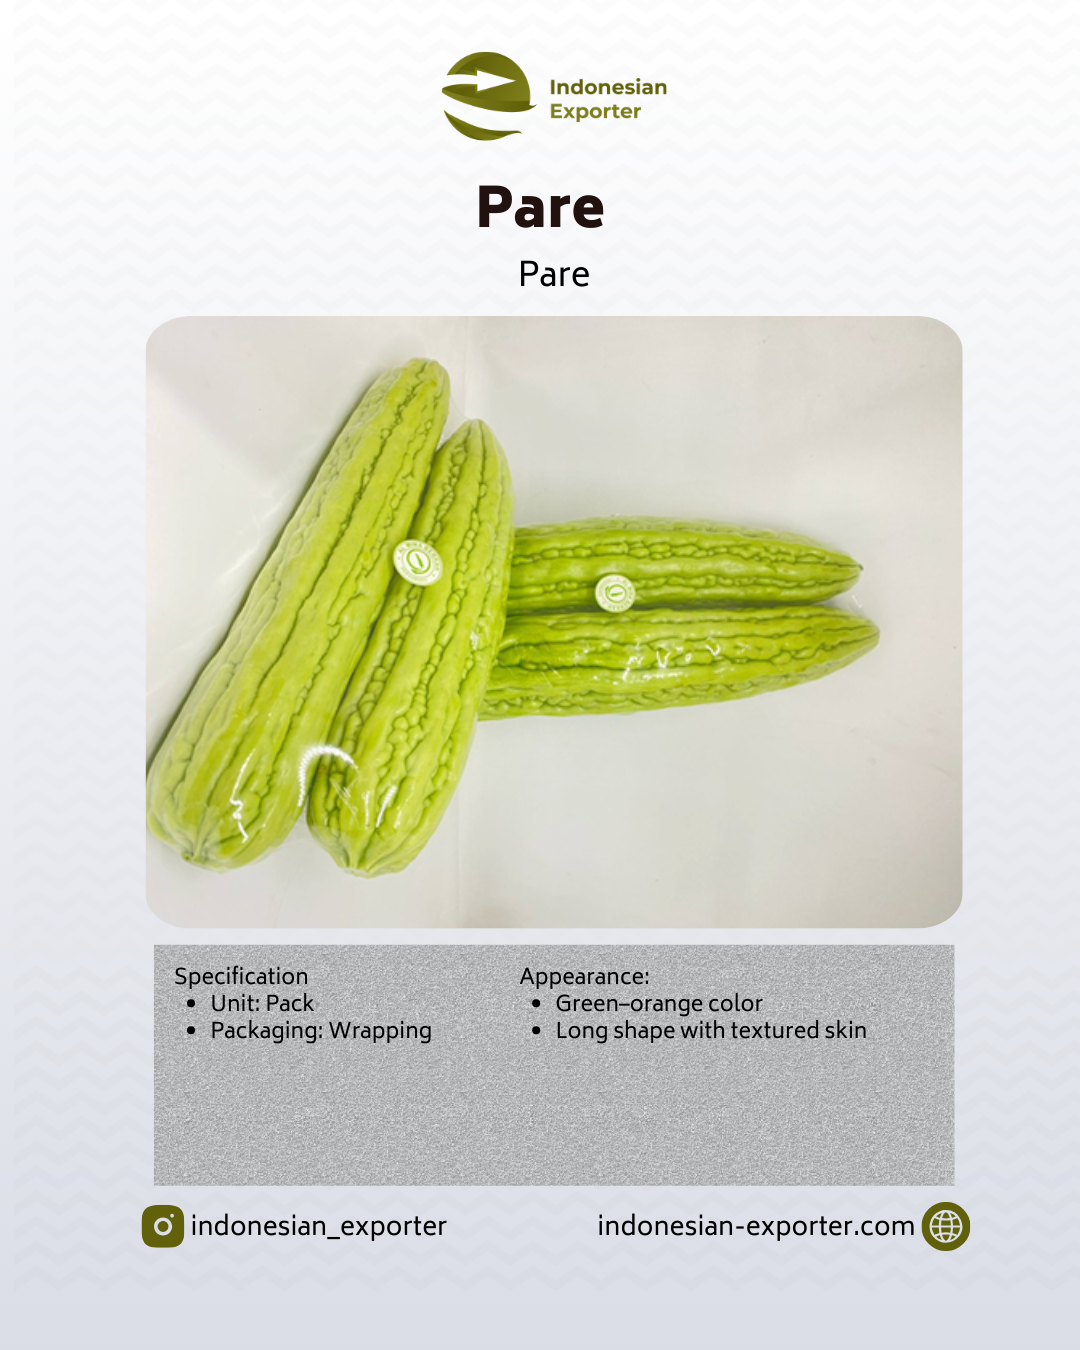 Indonesian
Exporter
Pare
Pare
Specification
• Unit: Pack
• Packaging: Wrapping
Appearance:
• Green–orange color
• Long shape with textured skin
indonesian_exporter
indonesian-exporter.com